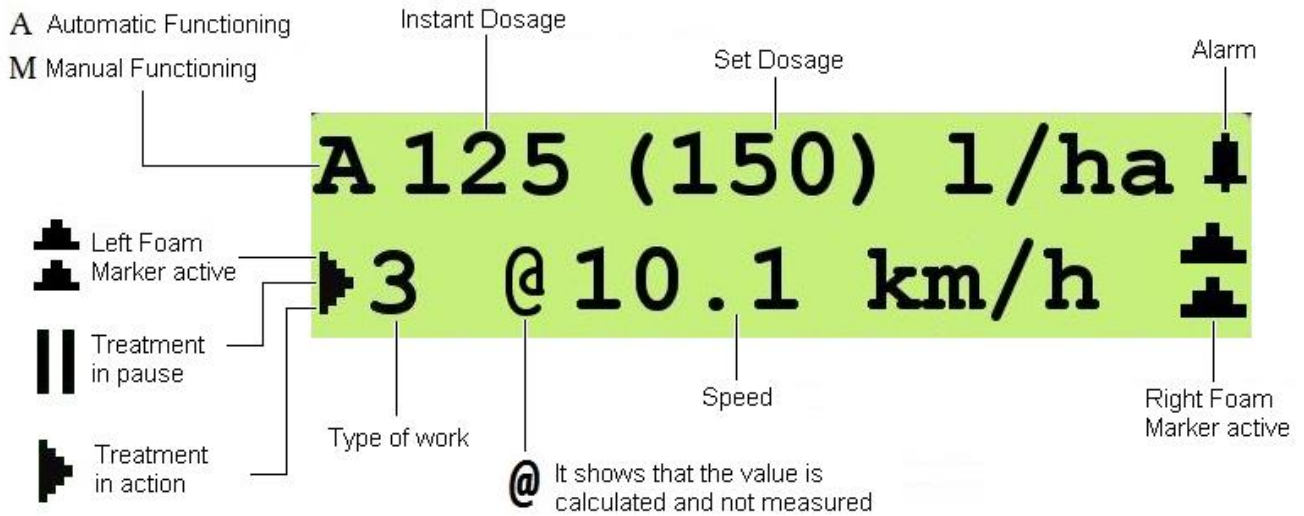 A Automatic Functioning
M Manual Functioning
Instant Dosage
Set Dosage
Alarm
A 125 (150) l/ha
3 @ 10.1 km/h
Left Foam
Marker active
Treatment
in pause
Treatment
in action
Type of work
Speed
@ It shows that the value is
calculated and not measured
Right Foam
Marker active